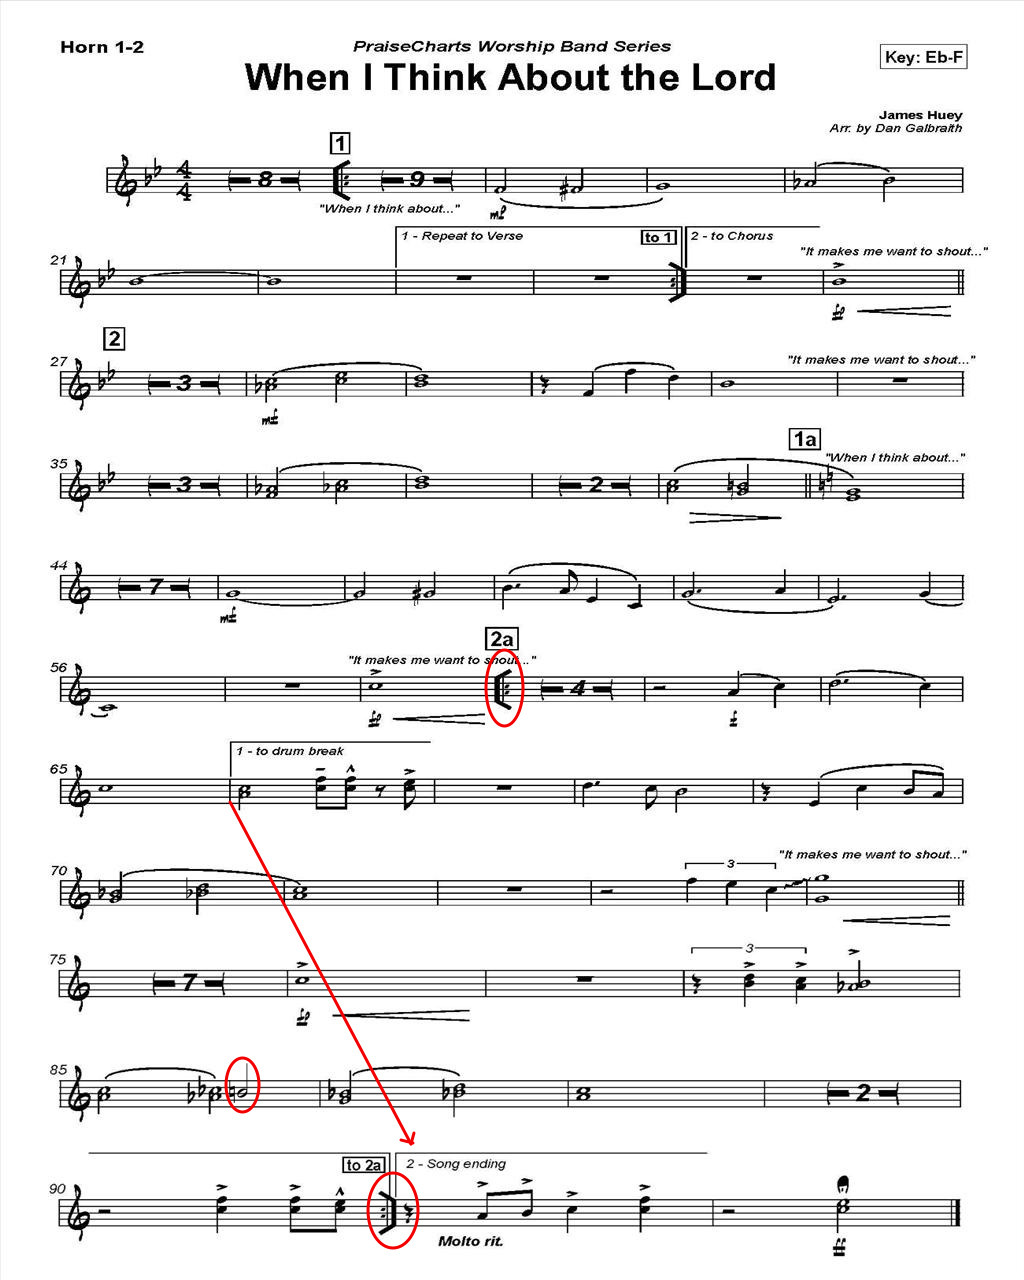 Horn 1-2
PraiseCharts Worship Band Series
Key: Eb-F
When I Think About the Lord
James Huey
Arr. by Dan Galbraith
1
8
9
"When I think about..."
mf
21
1 - Repeat to Verse
to 1
2 - to Chorus
"It makes me want to shout..."
fp
27
2
3
mf
"It makes me want to shout..."
35
3
2
1a
"When I think about..."
44
7
mf
56
"It makes me want to shout..."
fp
2a
4
f
65
1 - to drum break
70
3
"It makes me want to shout..."
75
7
fp
3
85
2
90
to 2a
2 - Song ending
Molto rit.
ff